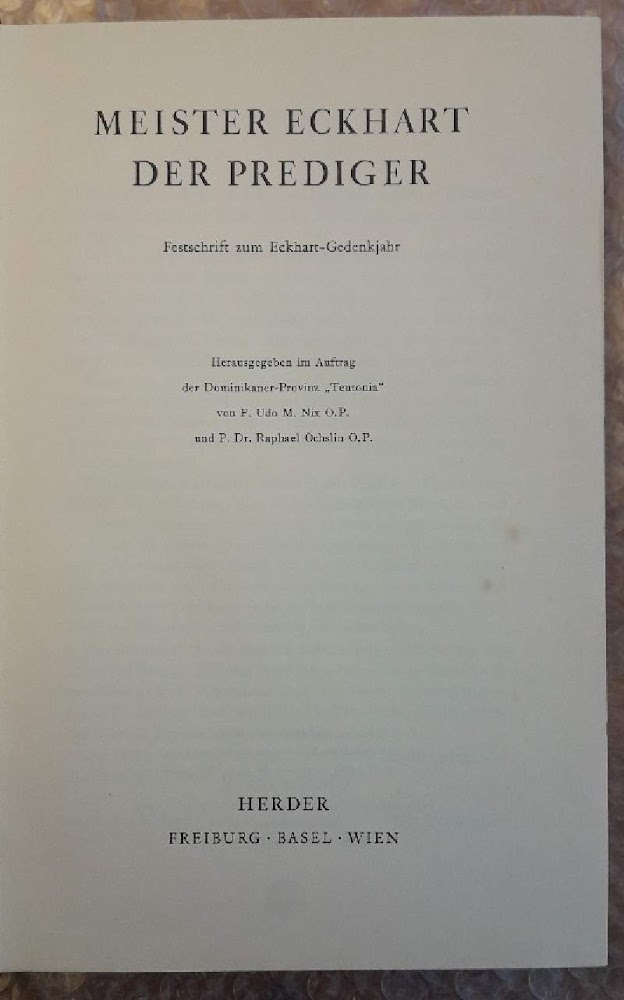 MEISTER ECKHART
DER PREDIGER
Festschrift zum Eckhart-Gedenkjahr
Herausgegeben im Auftrag
der Dominikaner-Provinz „Teutonia“
von P. Udo M. Nix O.P.
und P. Dr. Raphael Öchslin O.P.
HERDER
FREIBURG · BASEL · WIEN